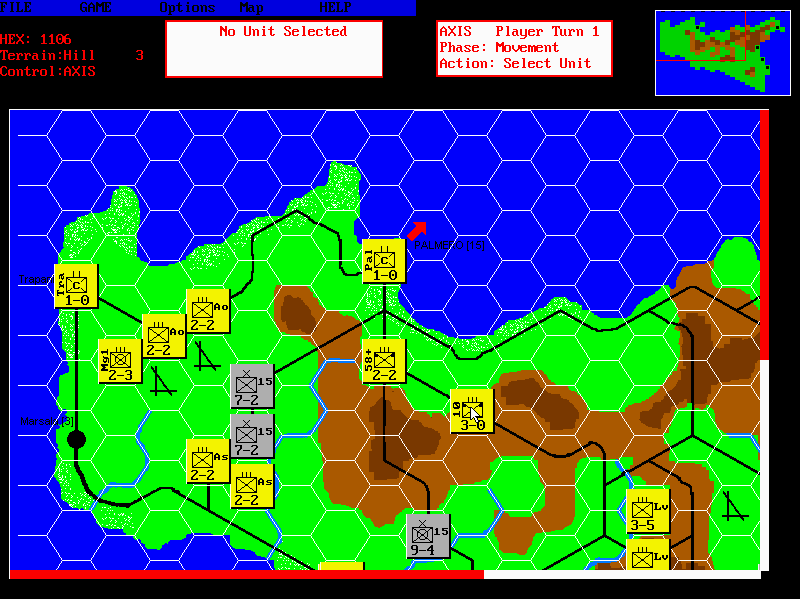 FILE GAME Options Map HELP
HEX: 1106
Terrain:Hill 3
Control:AXIS
No Unit Selected
AXIS Player Turn 1
Phase: Movement
Action: Select Unit
Pal
1-0
Tra
1-0
Ao
2-2
Ao
2-2
Mg1
2-3
58+
2-2
15
7-2
10
3-0
15
7-2
As
2-2
As
2-2
Lv
3-5
15
9-4
Lv